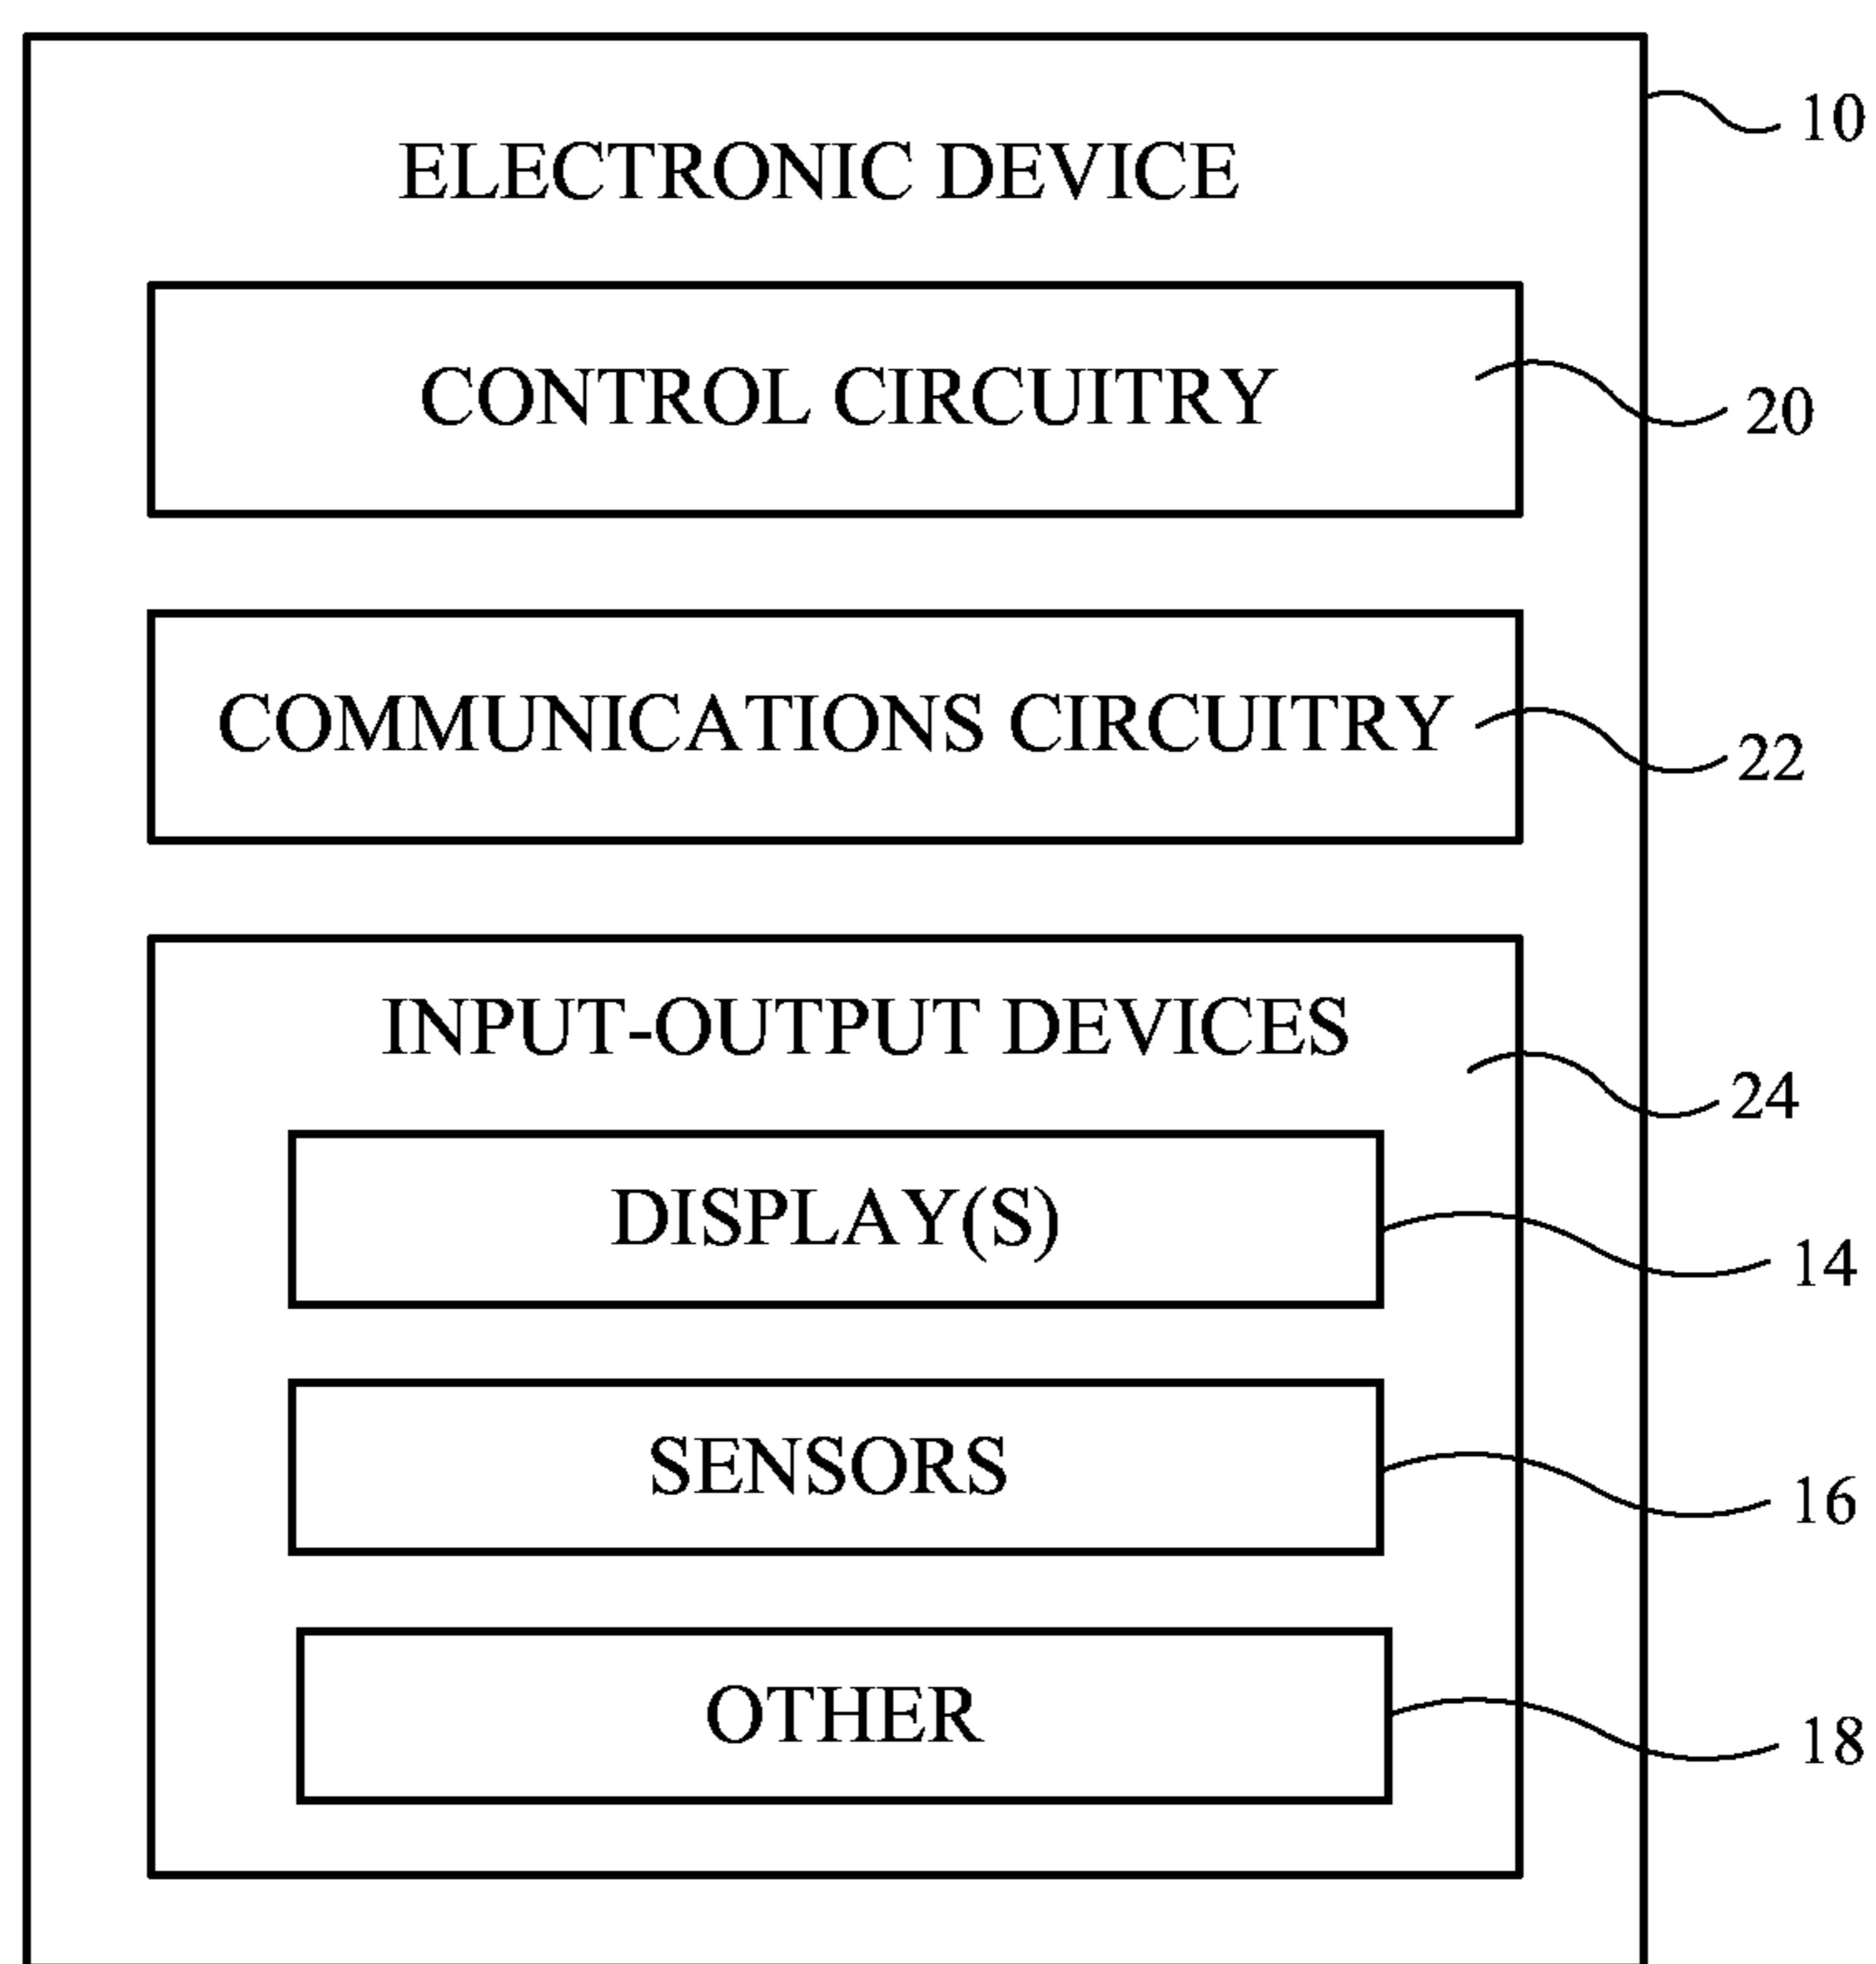 ELECTRONIC DEVICE
10
CONTROL CIRCUITRY
20
COMMUNICATIONS CIRCUITRY
22
INPUT-OUTPUT DEVICES
24
DISPLAY(S)
14
SENSORS
16
OTHER
18